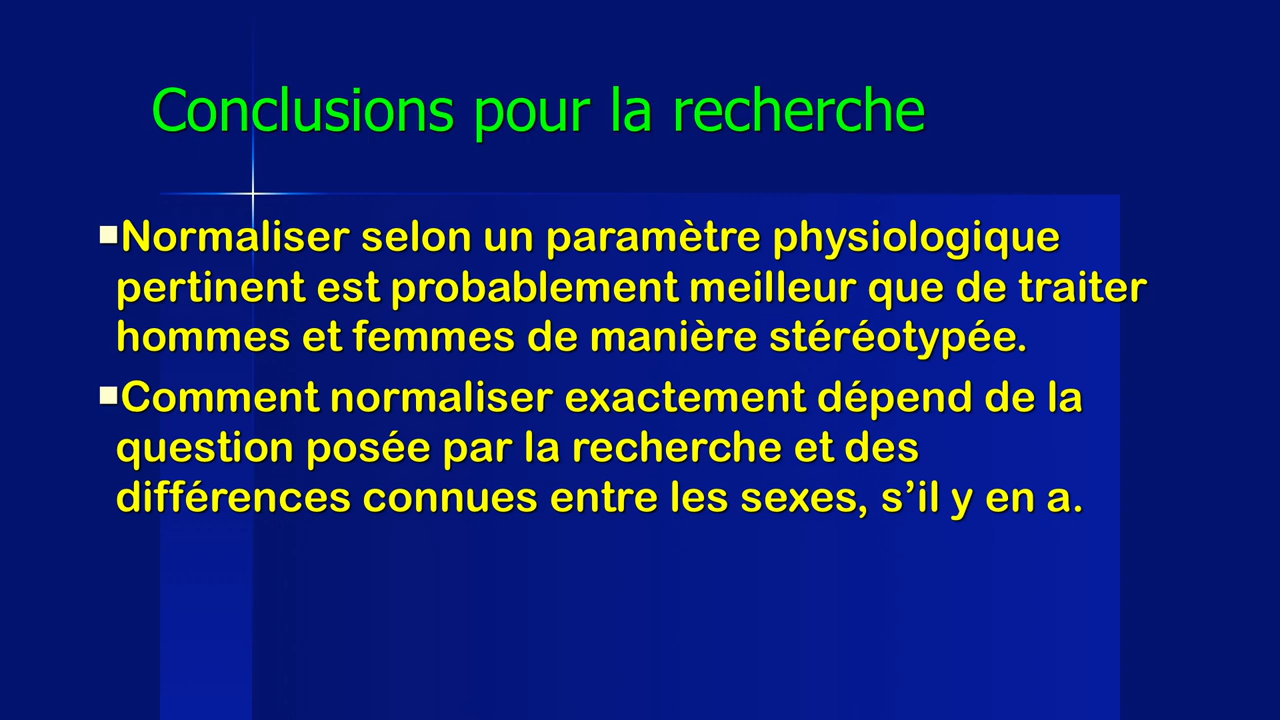 Conclusions pour la recherche
Normaliser selon un paramètre physiologique
pertinent est probablement meilleur que de traiter
hommes et femmes de manière stéréotypée.
Comment normaliser exactement dépend de la
question posée par la recherche et des
différences connues entre les sexes, s’il y en a.